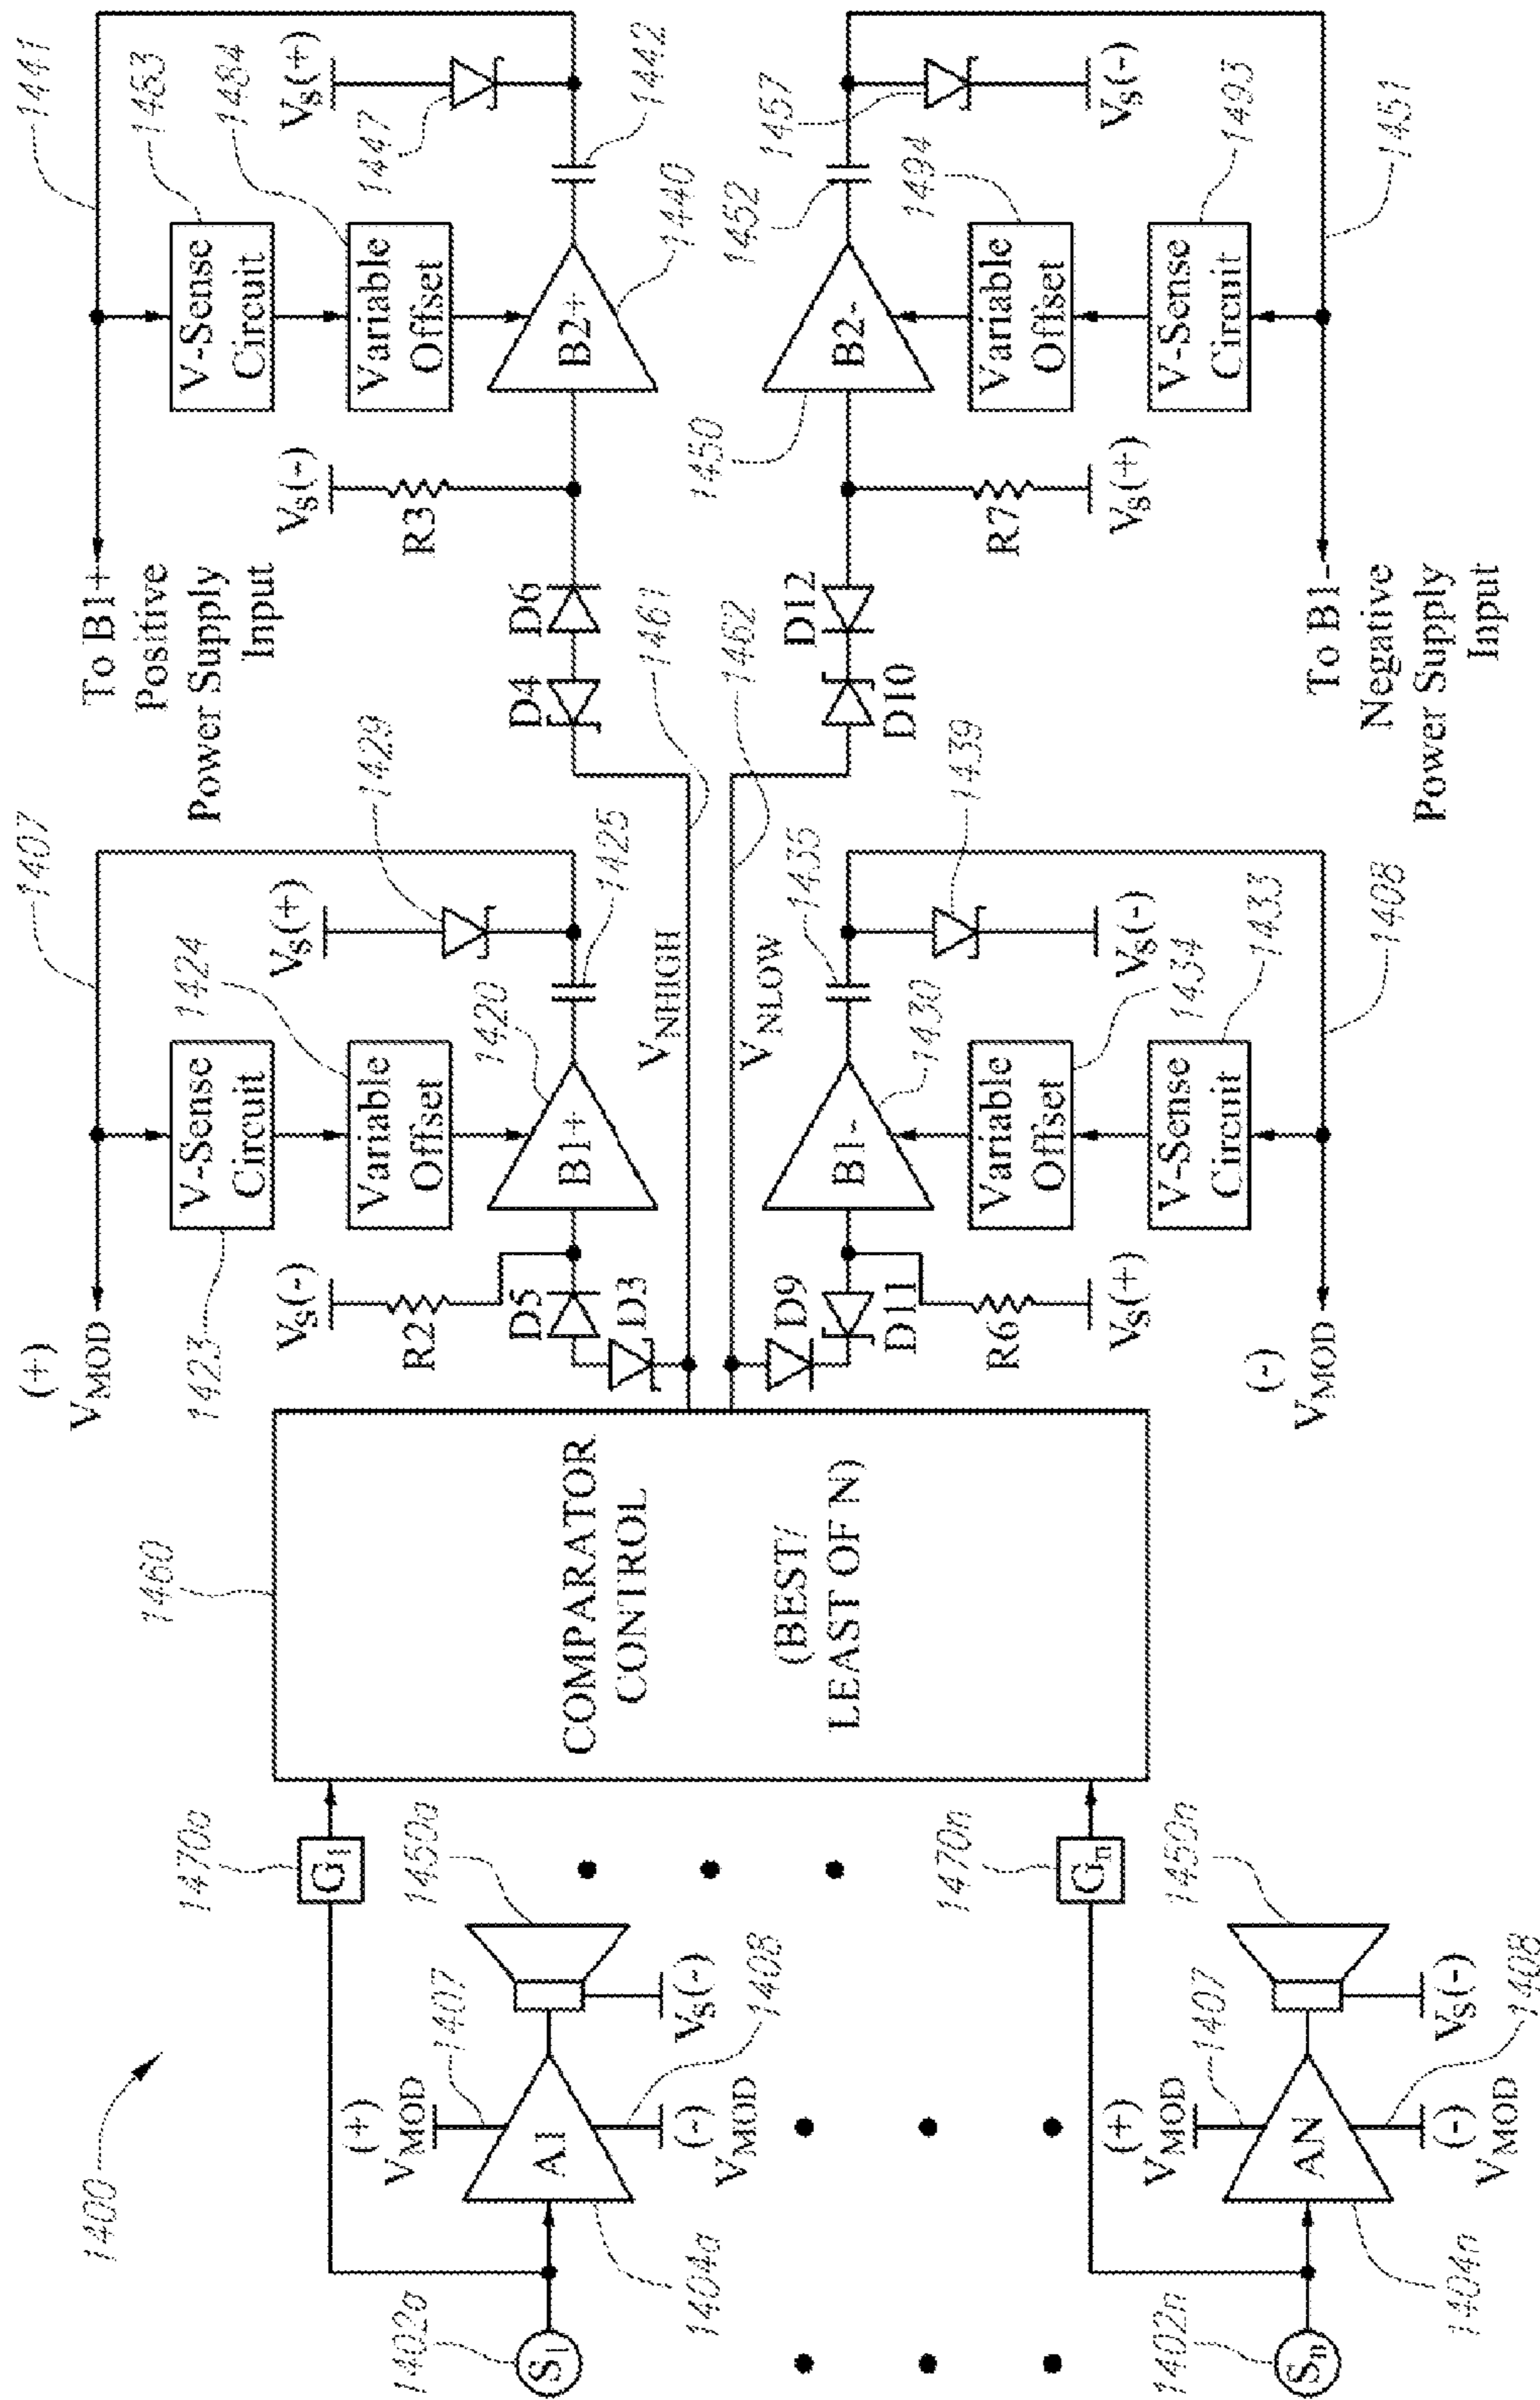 1400
1402a
S1
1404a
A1
(+)
VMOD
1407
(-)
VMOD
1408
VS(-)
1450a
1470a
G1
1402n
Sn
1404n
AN
(+)
VMOD
1407
(-)
VMOD
1408
VS(-)
1450n
1470n
Gn
1460
COMPARATOR
CONTROL
(BEST/
LEAST OF N)
(+)
VMOD
1407
1423
V-Sense
Circuit
1424
Variable
Offset
VS(-)
R2
D5
D3
B1+
1420
VS(+)
1429
1425
VNHIGH
1461
VNLOW
1462
D9
D11
R6
VS(+)
B1-
1430
1435
1439
VS(-)
Variable
Offset
1434
V-Sense
Circuit
1433
(-)
VMOD
1408
To B1+
Positive
Power Supply
Input
1441
V-Sense
Circuit
1483
Variable
Offset
1484
VS(-)
R3
D4
D6
B2+
1440
1442
VS(+)
1447
D10
D12
R7
VS(+)
B2-
1450
1452
1457
VS(-)
Variable
Offset
1494
V-Sense
Circuit
1493
1451
To B1-
Negative
Power Supply
Input